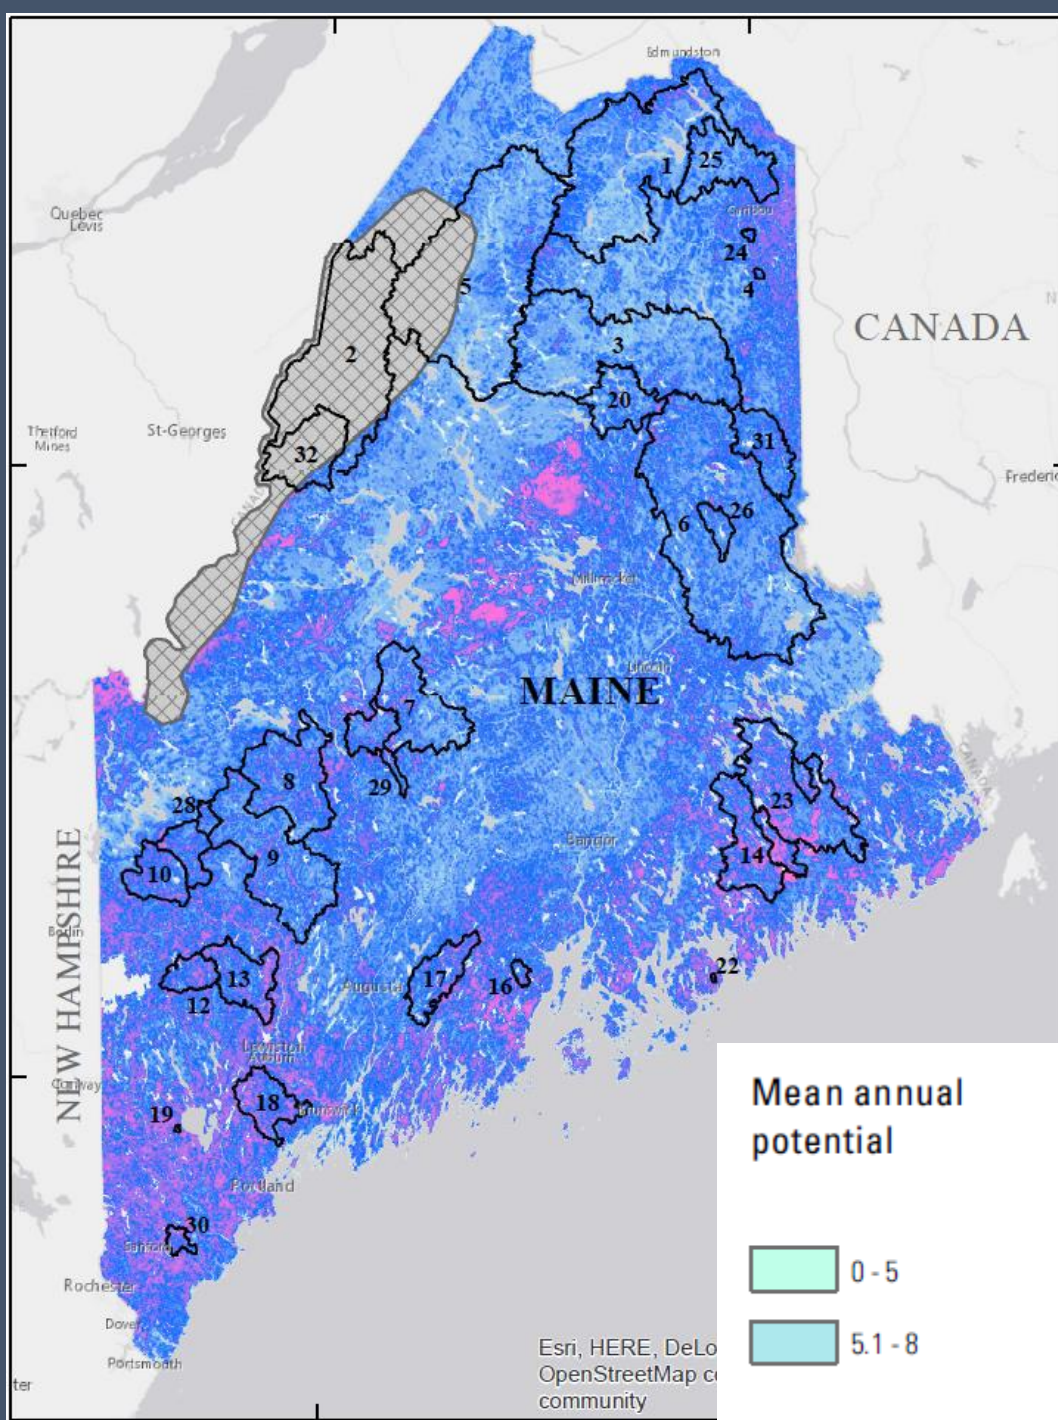 Edmundston
1
25
Quebec
Levis
Caribou
24
5
4
CANADA
2
3
20
Thetford
Mines
St-Georges
31
32
CANADA
6
26
Millinocket
Lincoln
MAINE
7
29
8
28
23
Bangor
9
14
10
NEW HAMPSHIRE
Berlin
CANADA
13
12
Augusta
17
16
22
Lewiston
Auburn
Conway
18
Brunswick
19
Portland
30
Sanford
Rochester
Dover
Portsmouth
ter
Mean annual
potential
0 - 5
5.1 - 8
Esri, HERE, DeLo
OpenStreetMap c
community